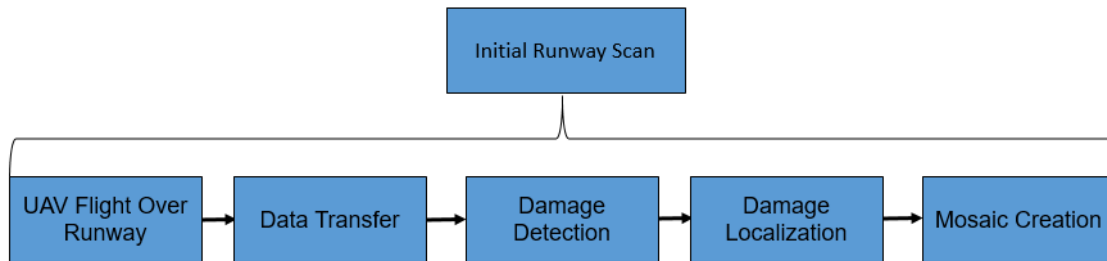 Initial Runway Scan
UAV Flight Over
Runway
Data Transfer
Damage
Detection
Damage
Localization
Mosaic Creation